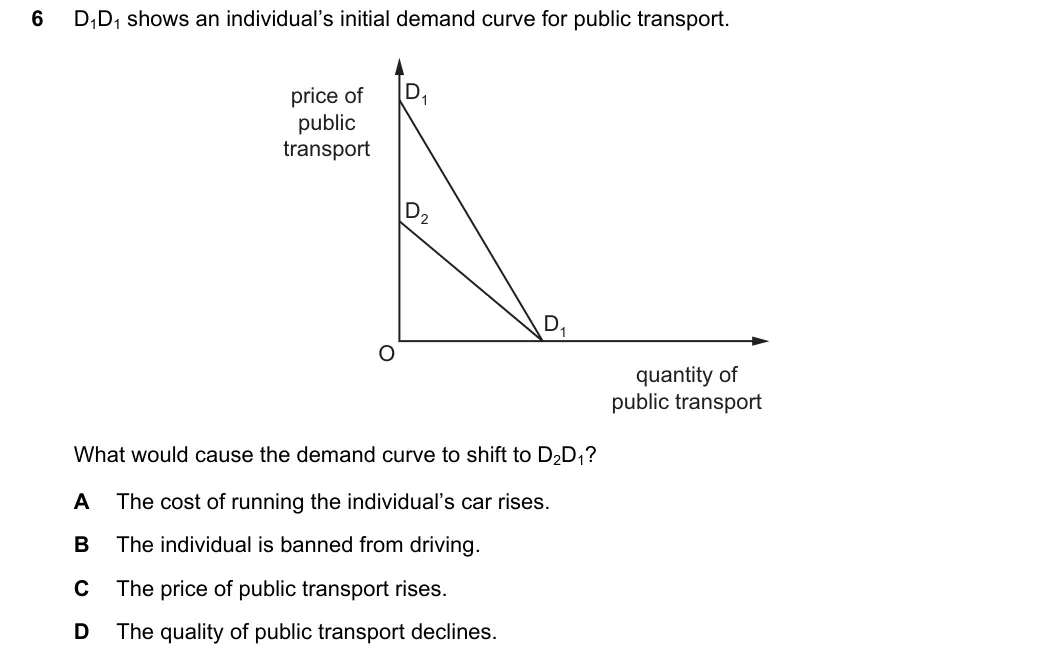 6 D₁D₁ shows an individual’s initial demand curve for public transport.
price of
public
transport
D₁
D₂
D₁
O
quantity of
public transport
What would cause the demand curve to shift to D₂D₁?
A The cost of running the individual’s car rises.
B The individual is banned from driving.
C The price of public transport rises.
D The quality of public transport declines.